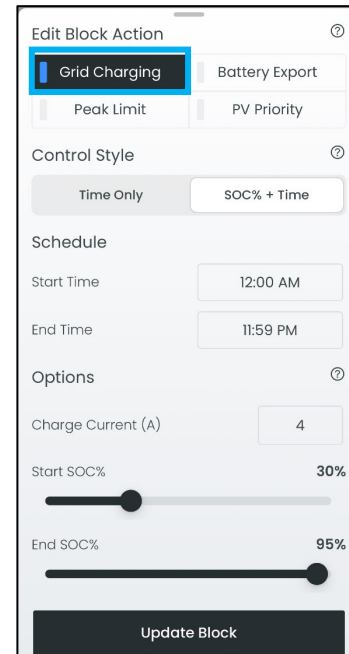 Edit Block Action
Grid Charging Battery Export
Peak Limit PV Priority
Control Style
Time Only SOC% + Time
Schedule
Start Time 12:00 AM
End Time 11:59 PM
Options
Charge Current (A) 4
Start SOC% 30%
End SOC% 95%
Update Block